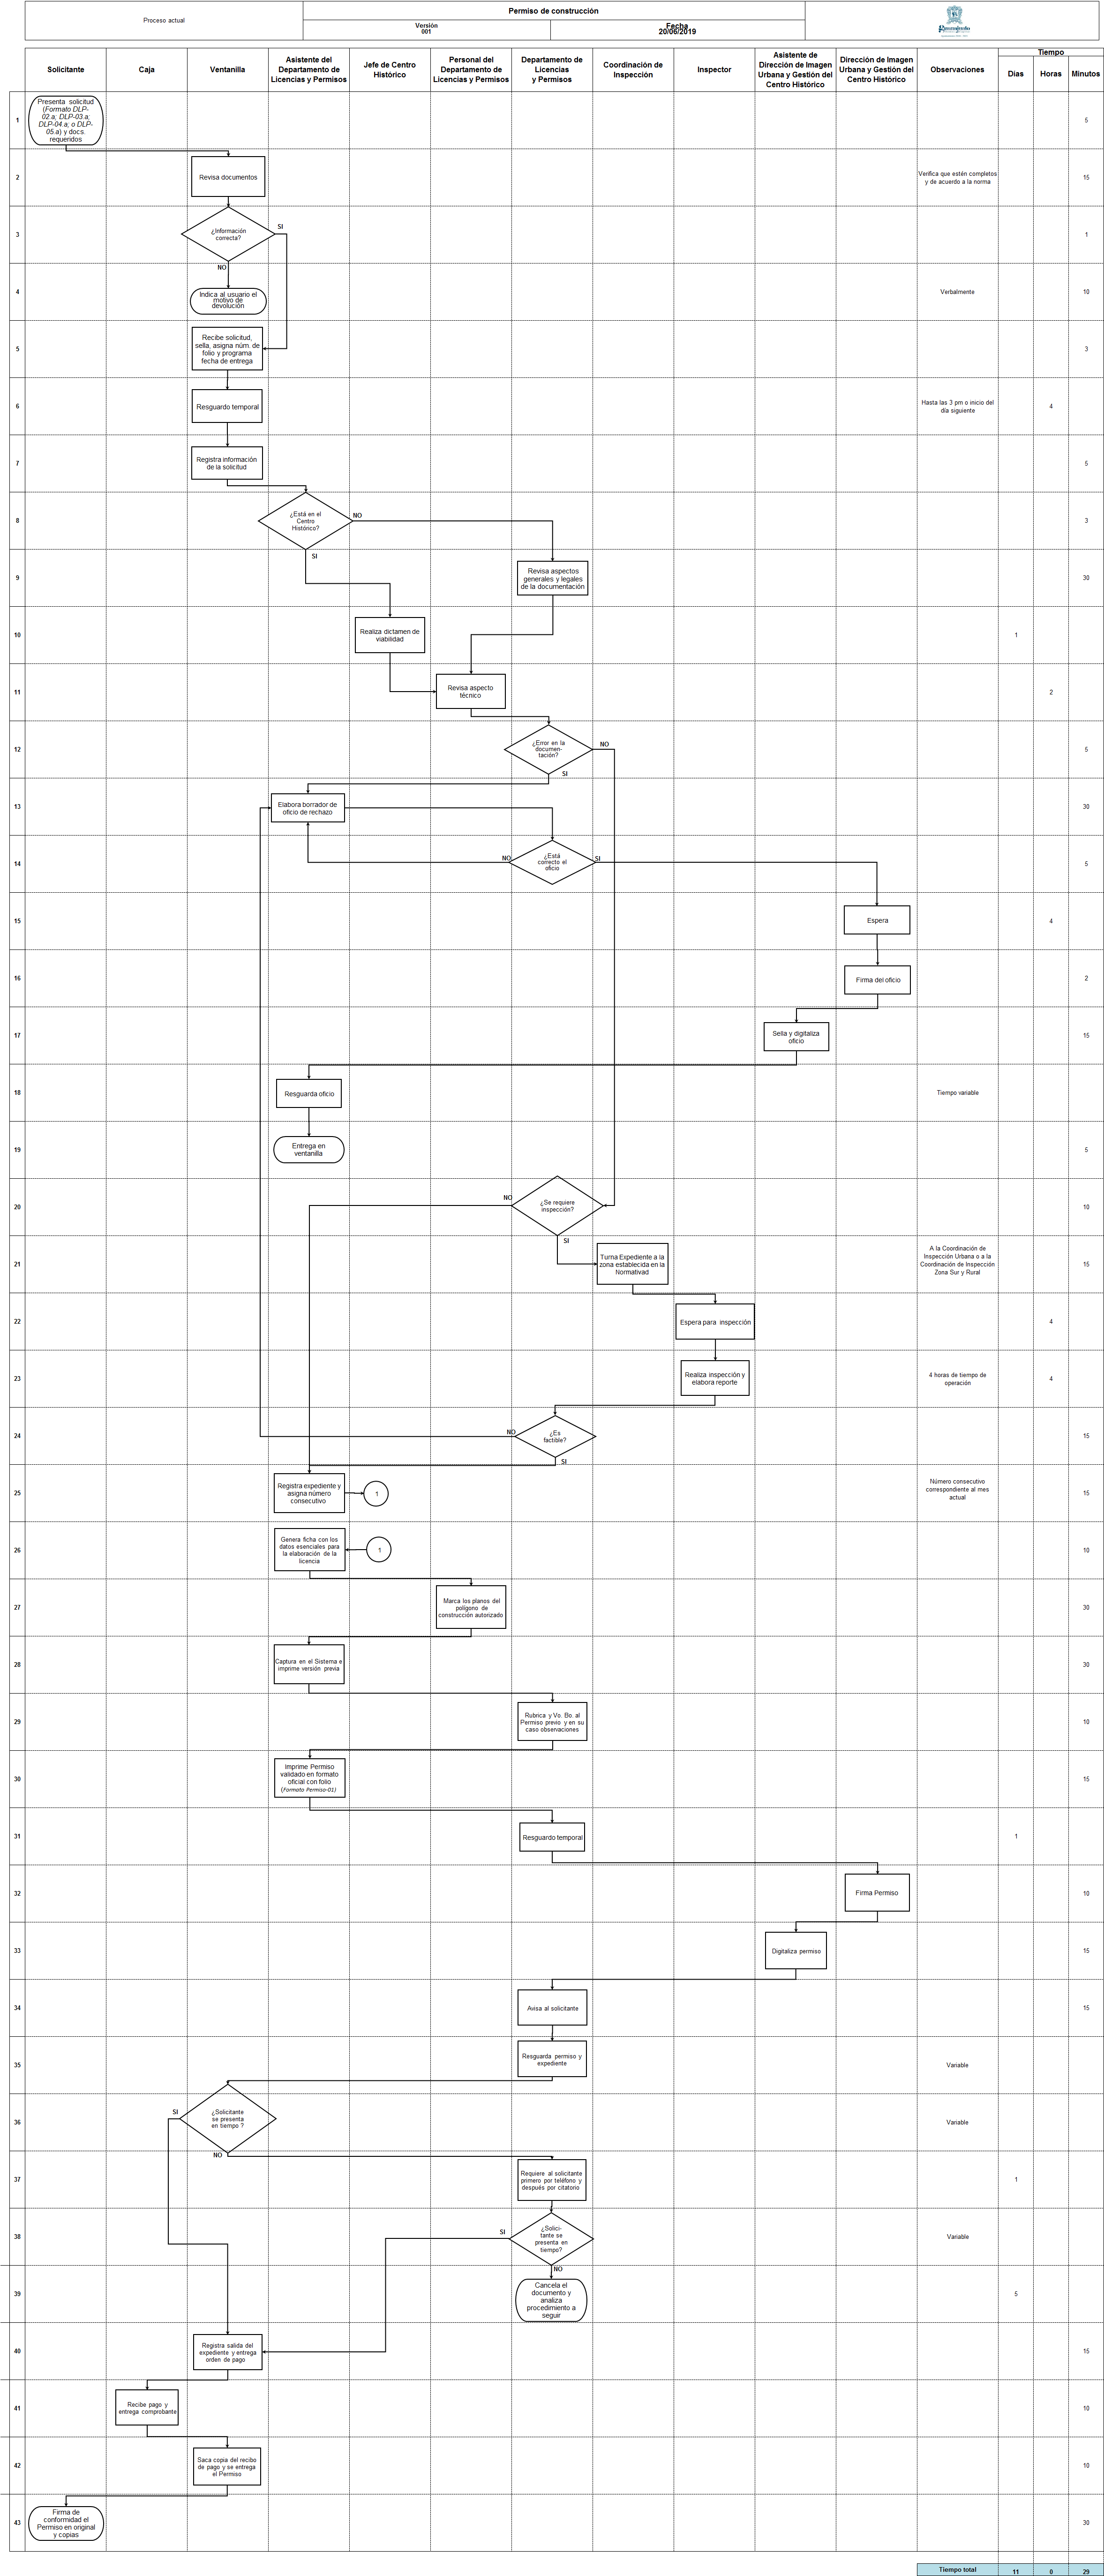 Proceso actual
Permiso de construcción
Versión
001
Fecha
20/06/2019
Guanajuato
Tiempo
Solicitante
Caja
Ventanilla
Asistente del
Departamento de
Licencias y Permisos
Jefe de Centro
Histórico
Personal del
Departamento de
Licencias y Permisos
Departamento de
Licencias
y Permisos
Coordinación de
Inspección
Inspector
Asistente de
Dirección de Imagen
Urbana y Gestión del
Centro Histórico
Dirección de Imagen
Urbana y Gestión del
Centro Histórico
Observaciones
Días
Horas
Minutos
1
Presenta solicitud
(Formato DLP-
02.a; DLP-03.a;
DLP-04.a; o DLP-
05.a) y docs.
requeridos
5
2
Revisa documentos
Verifica que estén completos
y de acuerdo a la norma
15
3
¿Información
correcta?
SI
NO
1
4
Indica al usuario el
motivo de
devolución
Verbalmente
10
5
Recibe solicitud,
sella, asigna núm. de
folio y programa
fecha de entrega
3
6
Resguardo temporal
Hasta las 3 pm o inicio del
día siguiente
4
7
Registra información
de la solicitud
5
8
¿Está en el
Centro
Histórico?
NO
SI
3
9
Revisa aspectos
generales y legales
de la documentación
30
10
Realiza dictamen de
viabilidad
1
11
Revisa aspecto
técnico
2
12
¿Error en la
documen-
tación?
NO
SI
5
13
Elabora borrador de
oficio de rechazo
30
14
NO
¿Está
correcto el
oficio
SI
5
15
Espera
4
16
Firma del oficio
2
17
Sella y digitaliza
oficio
15
18
Resguarda oficio
Tiempo variable
19
Entrega en
ventanilla
5
20
NO
¿Se requiere
inspección?
SI
10
21
Turna Expediente a la
zona establecida en la
Normativad
A la Coordinación de
Inspección Urbana o a la
Coordinación de Inspección
Zona Sur y Rural
15
22
Espera para inspección
4
23
Realiza inspección y
elabora reporte
4 horas de tiempo de
operación
4
24
NO
¿Es
factible?
SI
15
25
Registra expediente y
asigna número
consecutivo
1
Número consecutivo
correspondiente al mes
actual
15
26
Genera ficha con los
datos esenciales para
la elaboración de la
licencia
1
10
27
Marca los planos del
polígono de
construcción autorizado
30
28
Captura en el Sistema e
imprime versión previa
30
29
Rubrica y Vo. Bo. al
Permiso previo y en su
caso observaciones
10
30
Imprime Permiso
validado en formato
oficial con folio
(Formato Permiso-01)
15
31
Resguardo temporal
1
32
Firma Permiso
10
33
Digitaliza permiso
15
34
Avisa al solicitante
15
35
Resguarda permiso y
expediente
Variable
36
SI
¿Solicitante
se presenta
en tiempo ?
NO
Variable
37
Requiere al solicitante
primero por teléfono y
después por citatorio
1
38
SI
¿Solici-
tante se
presenta en
tiempo?
NO
Variable
39
Cancela el
documento y
analiza
procedimiento a
seguir
5
40
Registra salida del
expediente y entrega
orden de pago
15
41
Recibe pago y
entrega comprobante
10
42
Saca copia del recibo
de pago y se entrega
el Permiso
10
43
Firma de
conformidad el
Permiso en original
y copias
30
Tiempo total
11
0
29